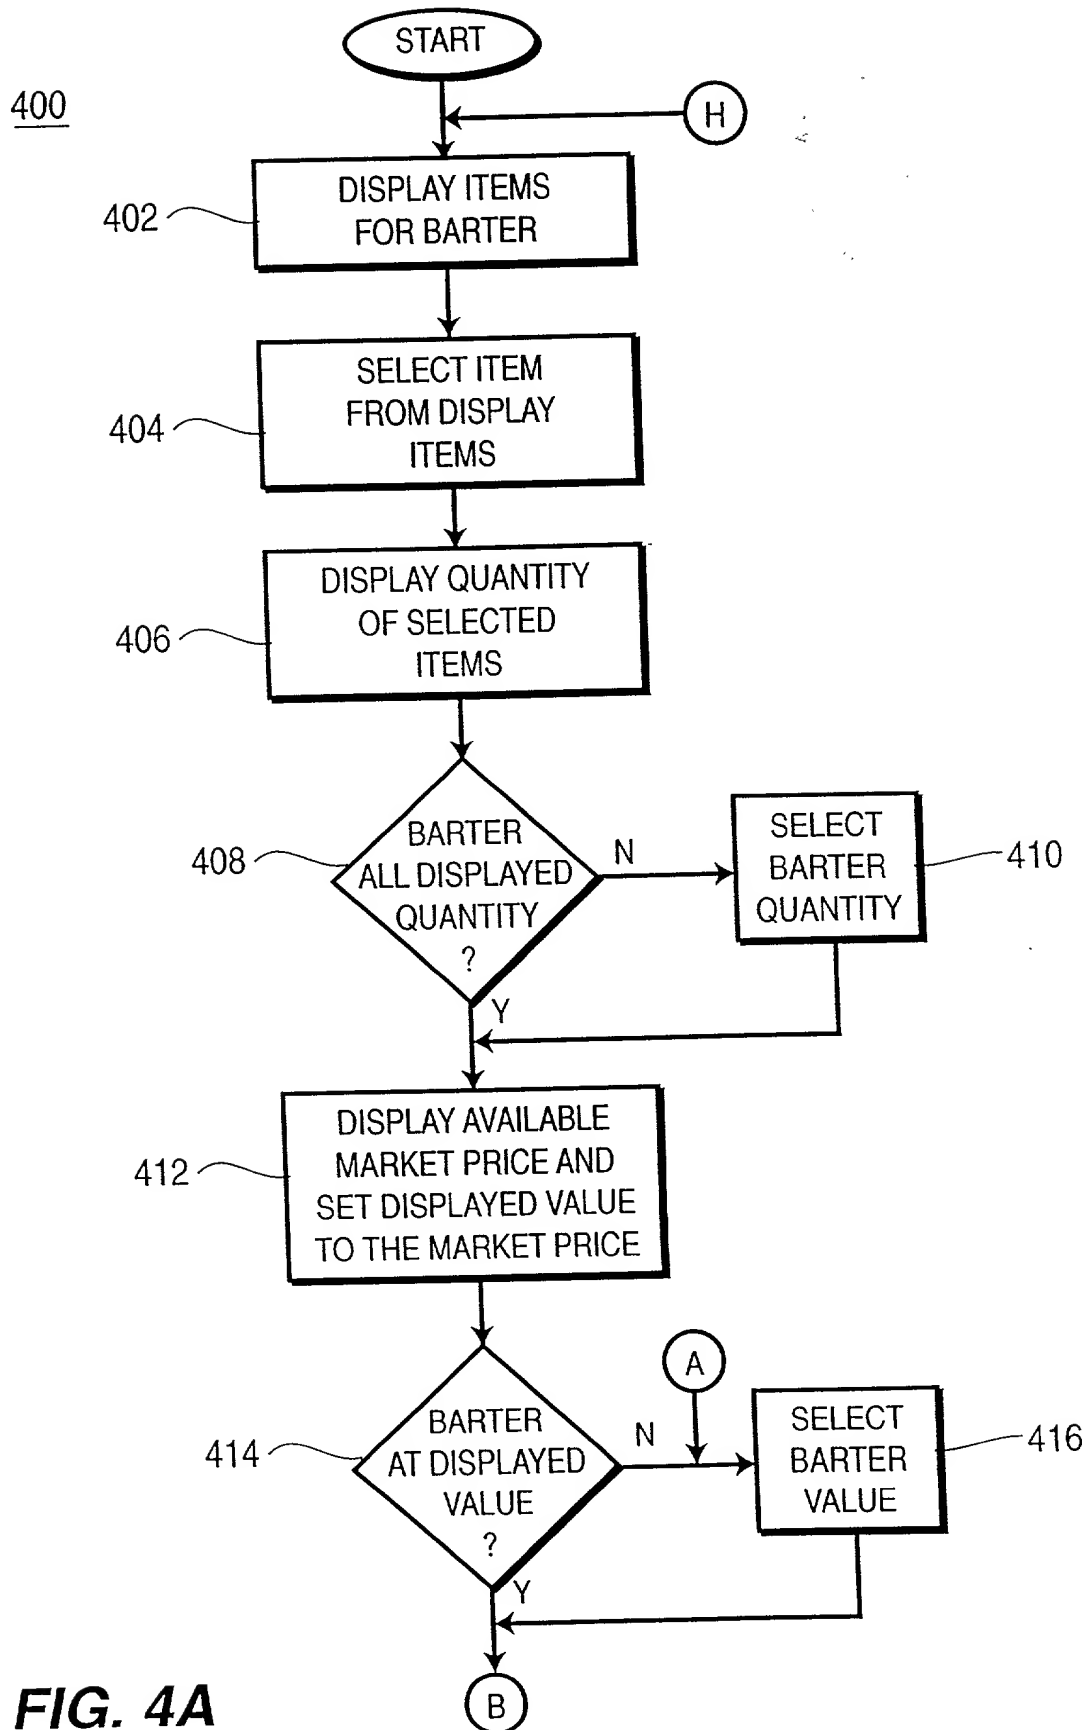 START
400
H
DISPLAY ITEMS
FOR BARTER
402
SELECT ITEM
FROM DISPLAY
ITEMS
404
DISPLAY QUANTITY
OF SELECTED
ITEMS
406
BARTER
ALL DISPLAYED
QUANTITY
?
408
N
SELECT
BARTER
QUANTITY
410
Y
DISPLAY AVAILABLE
MARKET PRICE AND
SET DISPLAYED VALUE
TO THE MARKET PRICE
412
A
BARTER
AT DISPLAYED
VALUE
?
414
N
SELECT
BARTER
VALUE
416
Y
B
FIG. 4A